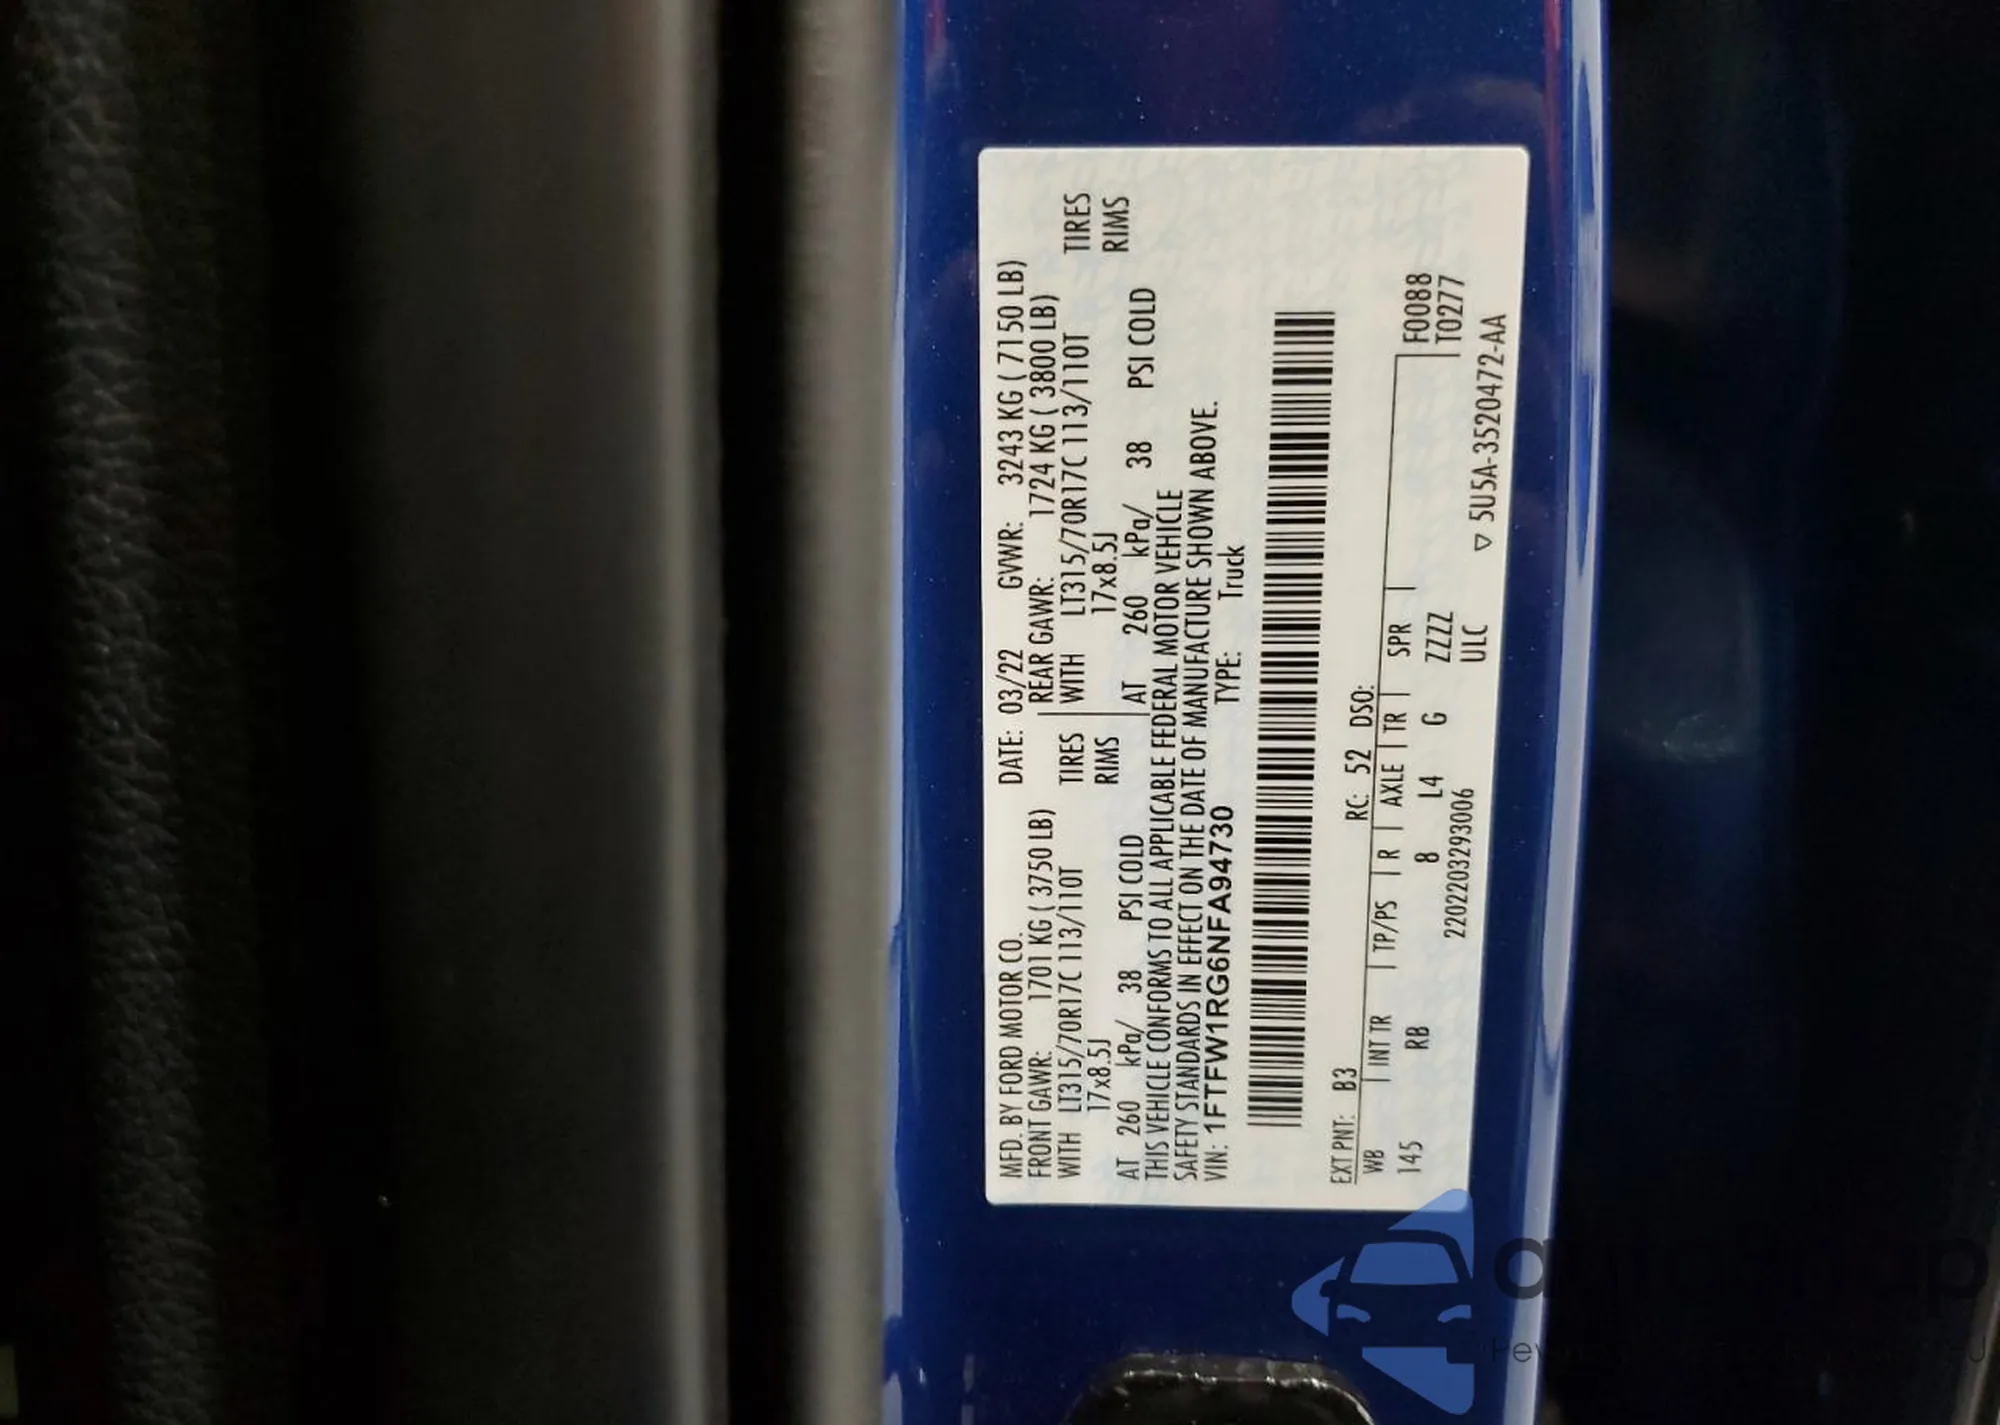 MFD. BY FORD MOTOR CO. DATE: 03/22 GVWR: 3243 KG ( 7150 LB)
FRONT GAWR: 1701 KG ( 3750 LB) REAR GAWR: 1724 KG ( 3800 LB)
WITH LT315/70R17C 113/110T TIRES WITH LT315/70R17C 113/110T TIRES
17x8.5J RIMS 17x8.5J RIMS
AT 260 kPa/ 38 PSI COLD AT 260 kPa/ 38 PSI COLD
THIS VEHICLE CONFORMS TO ALL APPLICABLE FEDERAL MOTOR VEHICLE
SAFETY STANDARDS IN EFFECT ON THE DATE OF MANUFACTURE SHOWN ABOVE.
VIN: 1FTFW1RG6NFA94730 TYPE: Truck
EXT PNT: B3 RC: 52 DSO:
WB INT TR TP/PS R AXLE TR SPR F0088
145 RB 8 L4 G ZZZZ T0277
2202203293006 ULC
▽ 5U5A-3520472-AA